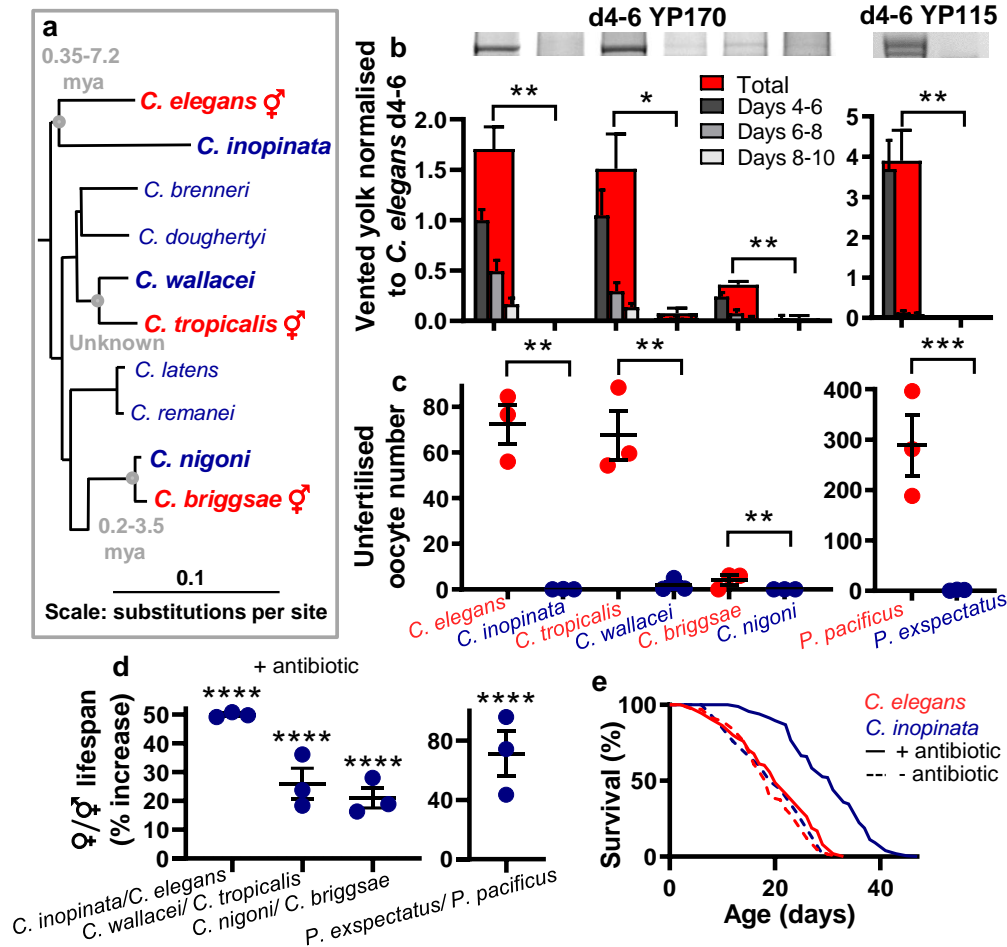 a
0.35-7.2
mya
C. elegans ⚥
C. inopinata
C. brenneri
C. doughertyi
C. wallacei
C. tropicalis ⚥
Unknown
C. latens
C. remanei
C. nigoni
C. briggsae ⚥
0.2-3.5
mya
0.1
Scale: substitutions per site
b
d4-6 YP170
d4-6 YP115
Vented yolk normalised
to C. elegans d4-6
2.0
1.5
1.0
0.5
0.0
**
*
**
Total
Days 4-6
Days 6-8
Days 8-10
5
4
3
2
1
0
**
c
Unfertilised
oocyte number
80
60
40
20
0
**
**
**
400
300
200
100
0
***
C. elegans
C. inopinata
C. tropicalis
C. wallacei
C. briggsae
C. nigoni
P. pacificus
P. exspectatus
d
+ antibiotic
♀/⚥ lifespan
(% increase)
50
40
30
20
10
0
****
****
****
80
40
0
****
C. inopinata/C. elegans
C. wallacei/ C. tropicalis
C. nigoni/ C. briggsae
P. exspectatus/ P. pacificus
e
Survival (%)
100
50
0
0
20
40
Age (days)
C. elegans
C. inopinata
+ antibiotic
- antibiotic